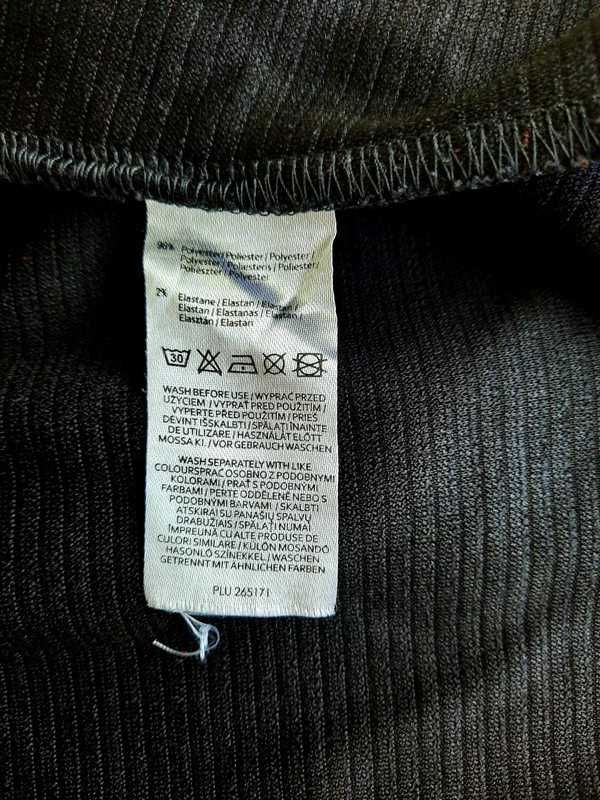 98% Polyester / Poliester / Polyester /
Polyester / Poliesteris / Poliester/
Poliészter / Polyester
2% Elastane / Elastan / Elastan /
Elastan / Elastanas / Elastan /
Elasztán / Elastan
30
WASH BEFORE USE / WYPRAĆ PRZED
UŻYCIEM / VYPRAŤ PRED POUŽITÍM /
VYPERTE PŘED POUŽITÍM / PRIEŠ
DĖVINT IŠSKALBTI / SPĂLAȚI ÎNAINTE
DE UTILIZARE / HASZNÁLAT ELŐTT
MOSSA KI. / VOR GEBRAUCH WASCHEN
WASH SEPARATELY WITH LIKE
COLOURSPRAĆ OSOBNO Z PODOBNYMI
KOLORAMI / PRAŤ S PODOBNÝMI
FARBAMI / PERTE ODDĚLENĚ NEBO S
PODOBNÝMI BARVAMI / SKALBTI
ATSKIRAI SU PANAŠIŲ SPALVŲ
DRABUŽIAIS / SPĂLAȚI NUMAI
ÎMPREUNĂ CU ALTE PRODUSE DE
CULORI SIMILARE / KÜLÖN MOSANDÓ
HASONLÓ SZÍNEKKEL / WASCHEN
GETRENNT MIT ÄHNLICHEN FARBEN
PLU 265171